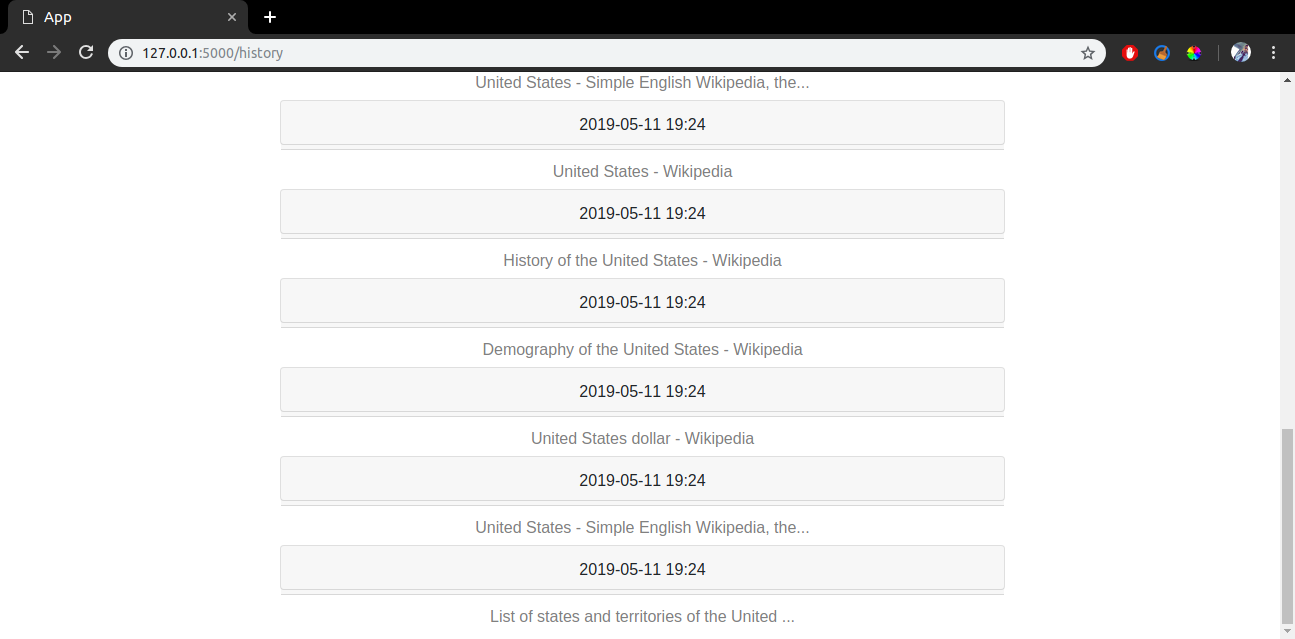 App
127.0.0.1:5000/history
United States - Simple English Wikipedia, the...
2019-05-11 19:24
United States - Wikipedia
2019-05-11 19:24
History of the United States - Wikipedia
2019-05-11 19:24
Demography of the United States - Wikipedia
2019-05-11 19:24
United States dollar - Wikipedia
2019-05-11 19:24
United States - Simple English Wikipedia, the...
2019-05-11 19:24
List of states and territories of the United ...